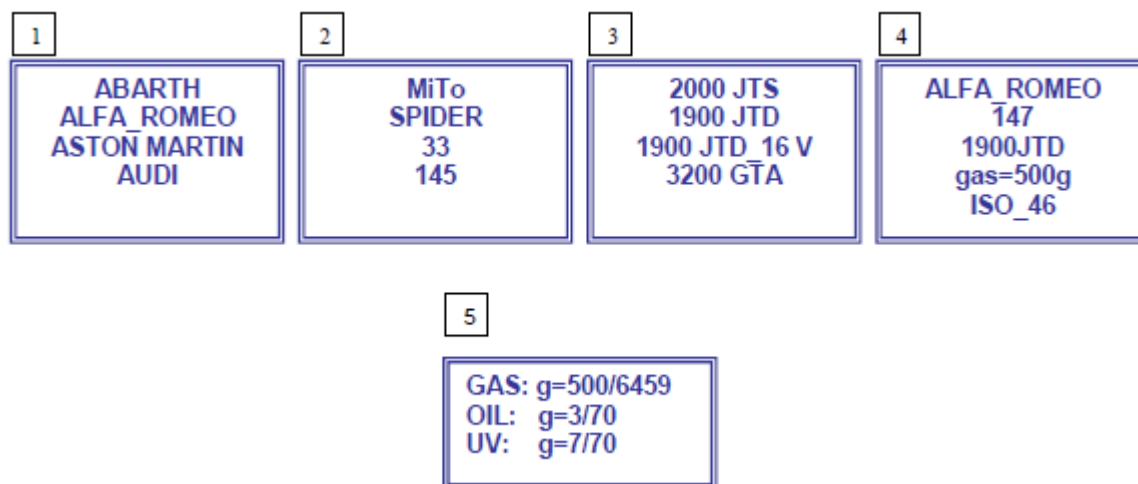 1
ABARTH
ALFA_ROMEO
ASTON MARTIN
AUDI
2
MiTo
SPIDER
33
145
3
2000 JTS
1900 JTD
1900 JTD_16 V
3200 GTA
4
ALFA_ROMEO
147
1900JTD
gas=500g
ISO_46
5
GAS: g=500/6459
OIL: g=3/70
UV: g=7/70